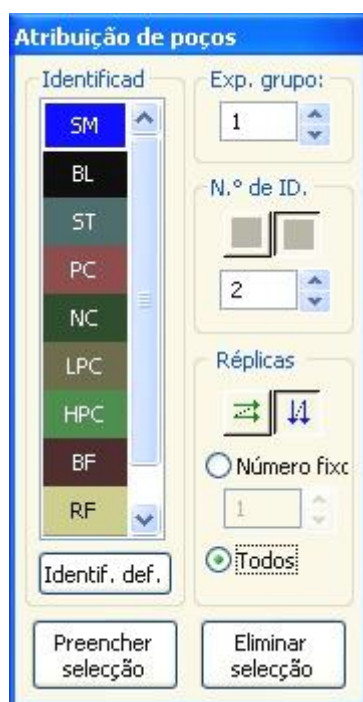 Atribuição de poços
Identificad
SM
BL
ST
PC
NC
LPC
HPC
BF
RF
Identif. def.
Exp. grupo:
1
N.º de ID.
2
Réplicas
Número fixo
1
Todos
Preencher
selecção
Eliminar
selecção